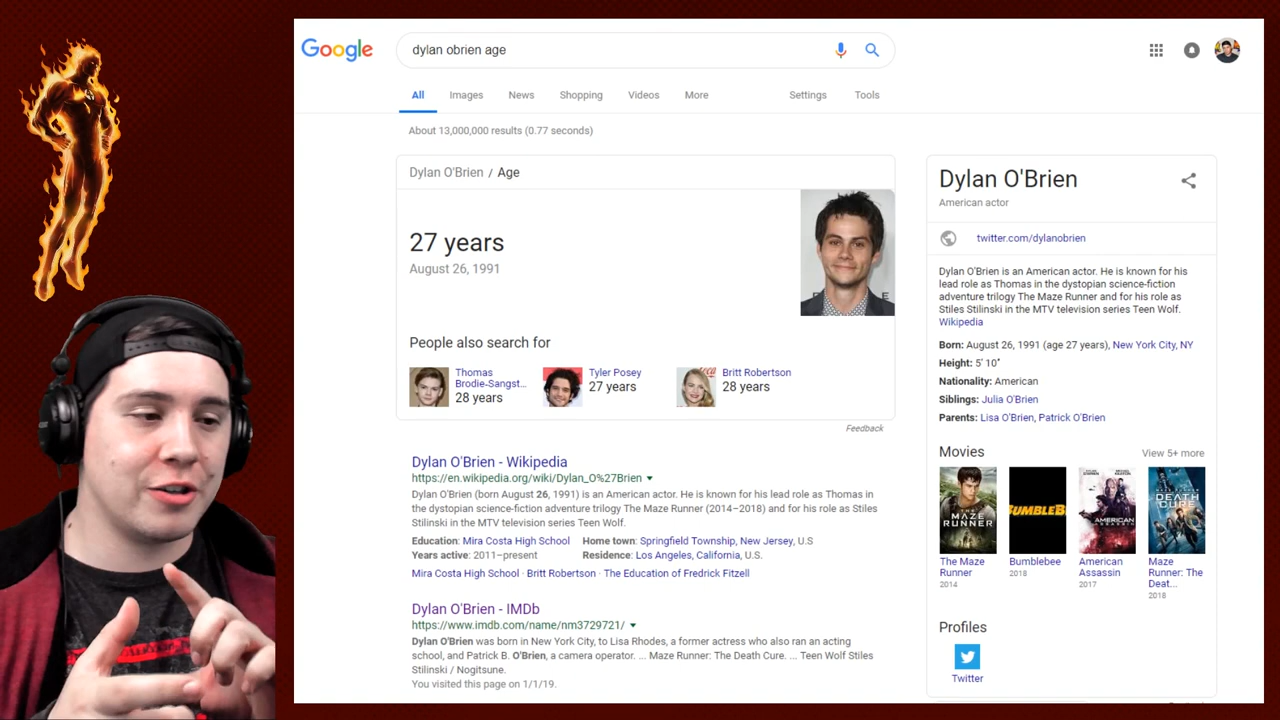 Google
dylan obrien age
All Images News Shopping Videos More Settings Tools
About 13,000,000 results (0.77 seconds)
Dylan O'Brien / Age
27 years
August 26, 1991
People also search for
Thomas
Brodie-Sangst...
28 years
Tyler Posey
27 years
Britt Robertson
28 years
Feedback
Dylan O'Brien - Wikipedia
https://en.wikipedia.org/wiki/Dylan_O%27Brien
Dylan O'Brien (born August 26, 1991) is an American actor. He is known for his lead role as Thomas in
the dystopian science-fiction adventure trilogy The Maze Runner (2014–2018) and for his role as Stiles
Stilinski in the MTV television series Teen Wolf.
Education: Mira Costa High School Home town: Springfield Township, New Jersey, U.S
Years active: 2011–present Residence: Los Angeles, California, U.S.
Mira Costa High School · Britt Robertson · The Education of Fredrick Fitzell
Dylan O'Brien - IMDb
https://www.imdb.com/name/nm3729721/
Dylan O'Brien was born in New York City, to Lisa Rhodes, a former actress who also ran an acting
school, and Patrick B. O'Brien, a camera operator. ... Maze Runner: The Death Cure. ... Teen Wolf Stiles
Stilinski / Nogitsune.
You visited this page on 1/1/19.
Dylan O'Brien
American actor
twitter.com/dylanobrien
Dylan O'Brien is an American actor. He is known for his
lead role as Thomas in the dystopian science-fiction
adventure trilogy The Maze Runner and for his role as
Stiles Stilinski in the MTV television series Teen Wolf.
Wikipedia
Born: August 26, 1991 (age 27 years), New York City, NY
Height: 5′ 10″
Nationality: American
Siblings: Julia O'Brien
Parents: Lisa O'Brien, Patrick O'Brien
Movies View 5+ more
THE
MAZE
RUNNER
BUMBLEB
AMERICAN
ASSASSIN
MAZE RUNNER
DEATH
CURE
The Maze
Runner
2014
Bumblebee
2018
American
Assassin
2017
Maze
Runner: The
Deat...
2018
Profiles
Twitter